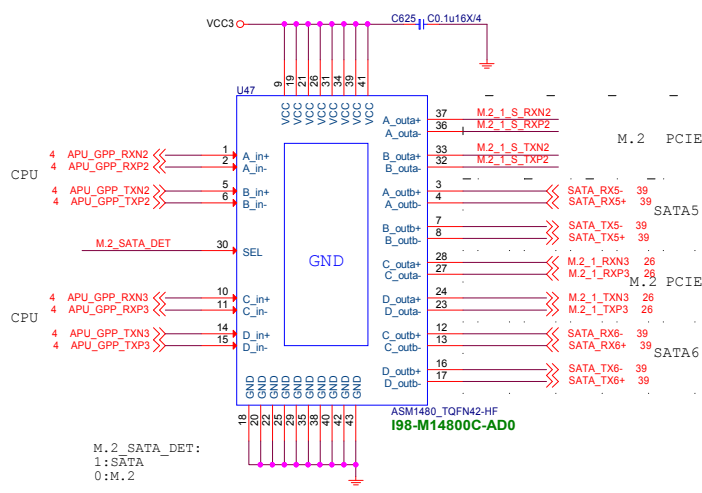 VCC3 C625 C0.1u16X/4
U47
9 19 21 26 31 34 39 41
VCC VCC VCC VCC VCC VCC VCC VCC
A_outa+ 37 M.2_1_S_RXN2
A_outa- 36 M.2_1_S_RXP2
M.2 PCIE
B_outa+ 33 M.2_1_S_TXN2
B_outa- 32 M.2_1_S_TXP2
CPU
4 APU_GPP_RXN2 1 A_in+
4 APU_GPP_RXP2 2 A_in-
4 APU_GPP_TXN2 5 B_in+
4 APU_GPP_TXP2 6 B_in-
A_outb+ 3 SATA_RX5- 39
A_outb- 4 SATA_RX5+ 39
SATA5
B_outb+ 7 SATA_TX5- 39
B_outb- 8 SATA_TX5+ 39
M.2_SATA_DET 30 SEL
GND
C_outa+ 28 M.2_1_RXN3 26
C_outa- 27 M.2_1_RXP3 26
M.2 PCIE
D_outa+ 24 M.2_1_TXN3 26
D_outa- 23 M.2_1_TXP3 26
CPU
4 APU_GPP_RXN3 10 C_in+
4 APU_GPP_RXP3 11 C_in-
4 APU_GPP_TXN3 14 D_in+
4 APU_GPP_TXP3 15 D_in-
C_outb+ 12 SATA_RX6- 39
C_outb- 13 SATA_RX6+ 39
SATA6
D_outb+ 16 SATA_TX6- 39
D_outb- 17 SATA_TX6+ 39
GND GND GND GND GND GND GND GND GND GND
18 20 22 25 29 35 38 40 42 43
ASM1480_TQFN42-HF
I98-M14800C-AD0
M.2_SATA_DET:
1:SATA
0:M.2